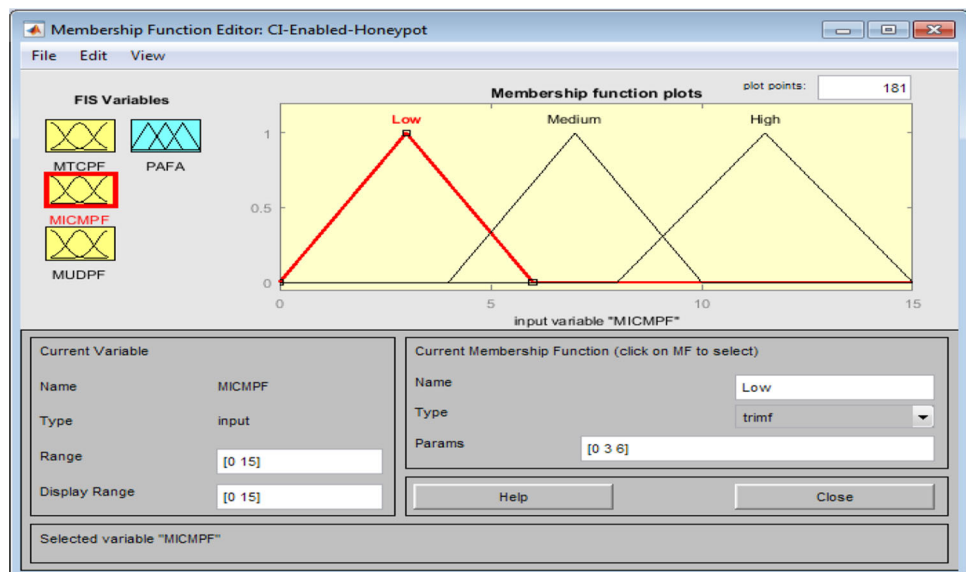 Membership Function Editor: CI-Enabled-Honeypot
File Edit View
FIS Variables
MTCPF
PAFA
MICMPF
MUDPF
Membership function plots
plot points:
181
Low
Medium
High
1
0.5
0
0
5
10
15
input variable "MICMPF"
Current Variable
Name MICMPF
Type input
Range [0 15]
Display Range [0 15]
Current Membership Function (click on MF to select)
Name Low
Type trimf
Params [0 3 6]
Help
Close
Selected variable "MICMPF"